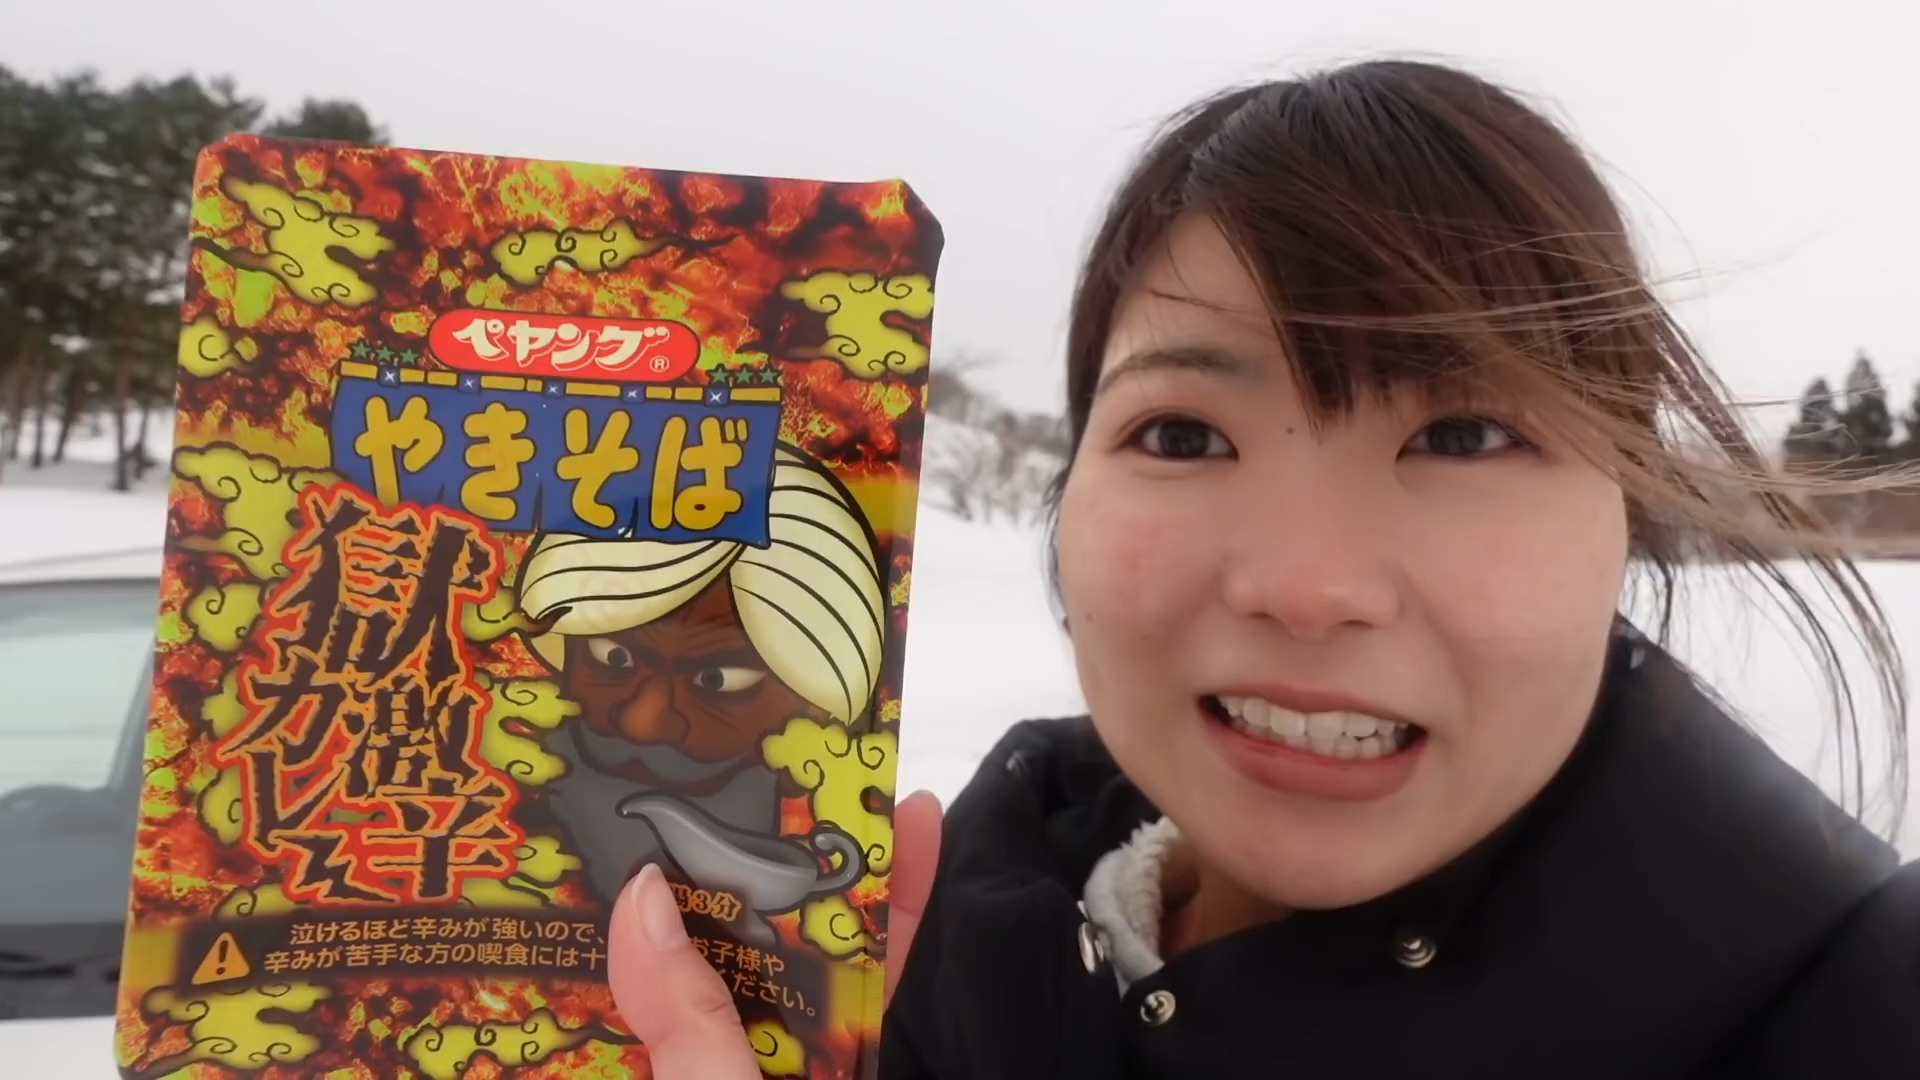 ペヤング®
やきそば
獄激辛
カレー
湯3分
泣けるほど辛みが強いので、 お子様や
辛みが苦手な方の喫食には十 ください。